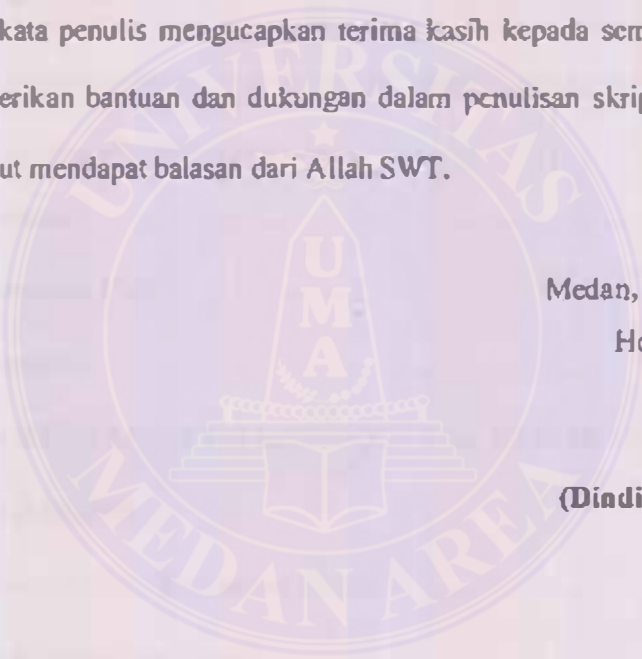 kata penulis mengucapkan terima kasih kepada sem
erikan bantuan dan dukungan dalam penulisan skrip
ut mendapat balasan dari Allah SWT.
Medan,
Ho
(Dindi
UNIVERSITAS
UMA
MEDAN AREA